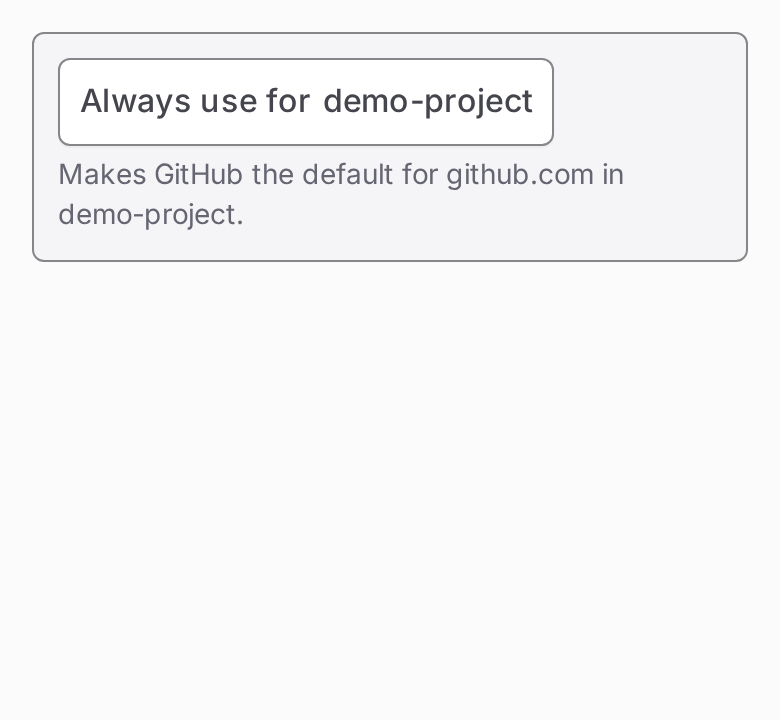 Always use for demo-project
Makes GitHub the default for github.com in
demo-project.